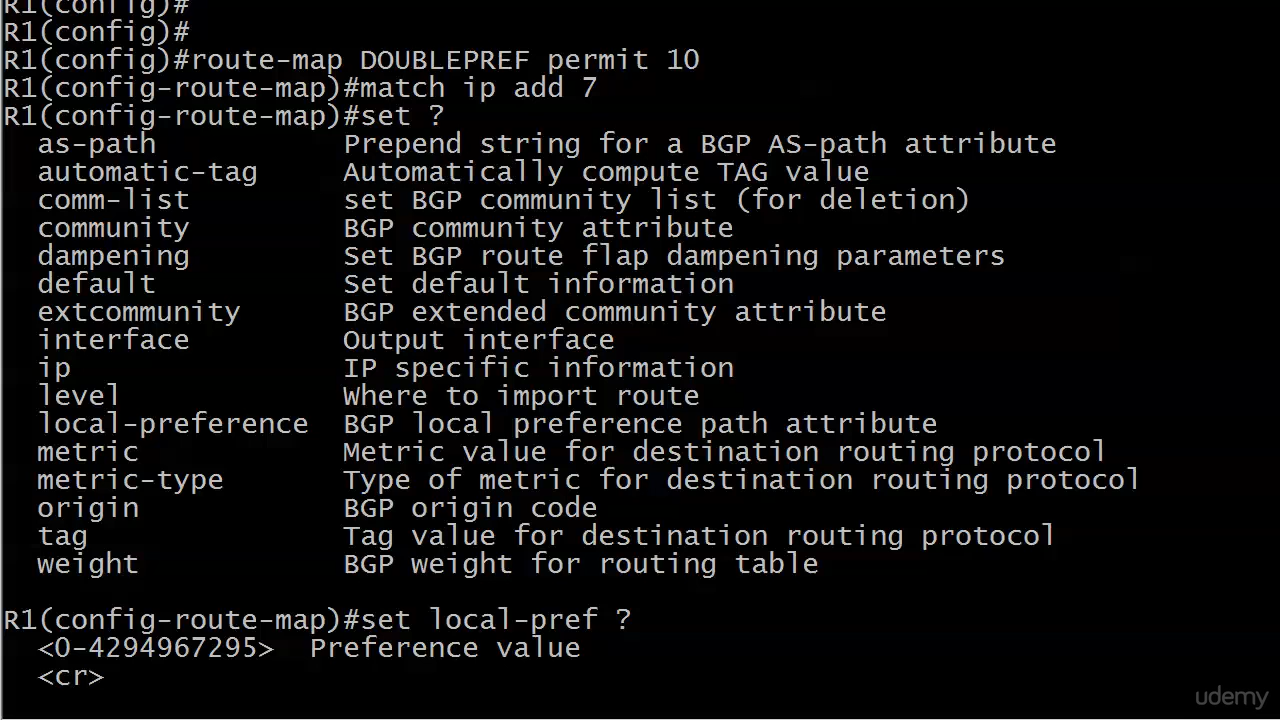 R1(config)#
R1(config)#
R1(config)#route-map DOUBLEPREF permit 10
R1(config-route-map)#match ip add 7
R1(config-route-map)#set ?
as-path Prepend string for a BGP AS-path attribute
automatic-tag Automatically compute TAG value
comm-list set BGP community list (for deletion)
community BGP community attribute
dampening Set BGP route flap dampening parameters
default Set default information
extcommunity BGP extended community attribute
interface Output interface
ip IP specific information
level Where to import route
local-preference BGP local preference path attribute
metric Metric value for destination routing protocol
metric-type Type of metric for destination routing protocol
origin BGP origin code
tag Tag value for destination routing protocol
weight BGP weight for routing table
R1(config-route-map)#set local-pref ?
<0-4294967295> Preference value
<cr>
udemy